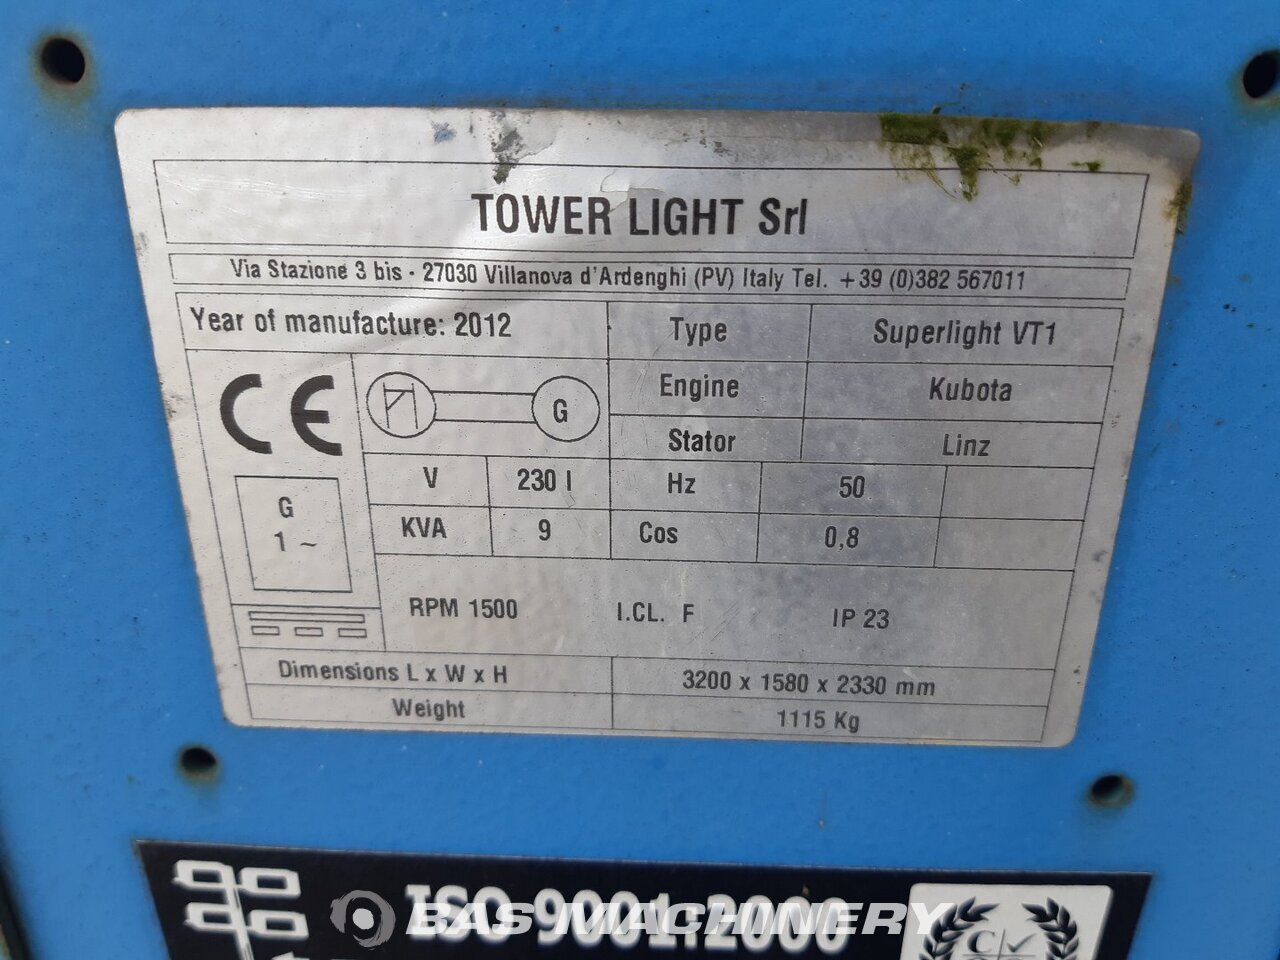 TOWER LIGHT Srl
Via Stazione 3 bis - 27030 Villanova d'Ardenghi (PV) Italy Tel. +39 (0)382 567011
Year of manufacture: 2012 Type Superlight VT1
CE G Engine Kubota
Stator Linz
V 230 I Hz 50
G
1 ~
KVA 9 Cos 0,8
RPM 1500 I.CL. F IP 23
Dimensions L x W x H 3200 x 1580 x 2330 mm
Weight 1115 Kg
ISO 9001:2000
BAS MACHINERY